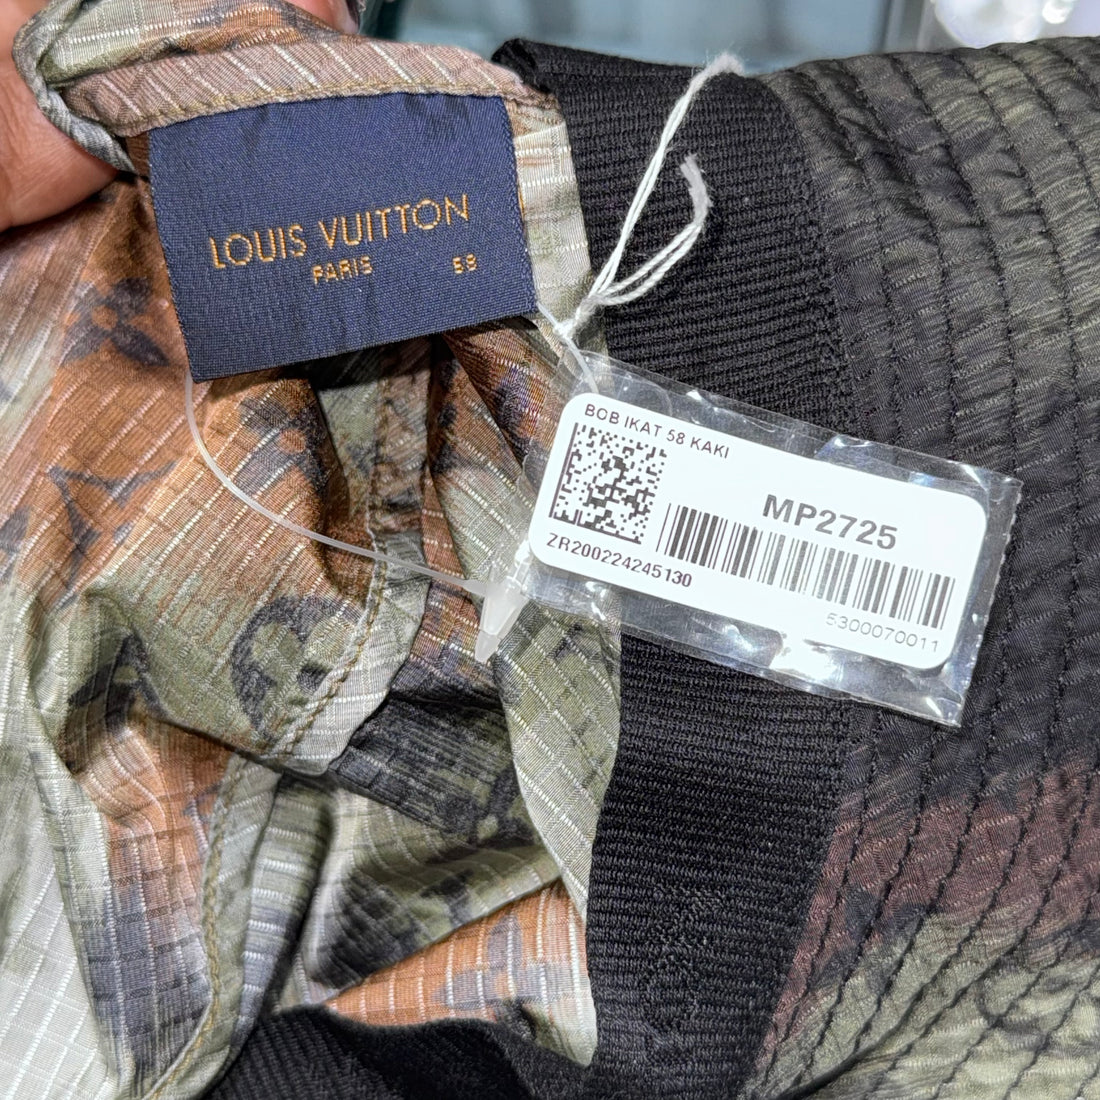 LOUIS VUITTON
PARIS 58
BOB IKAT 58 KAKI
MP2725
ZR200224245130
5300070011